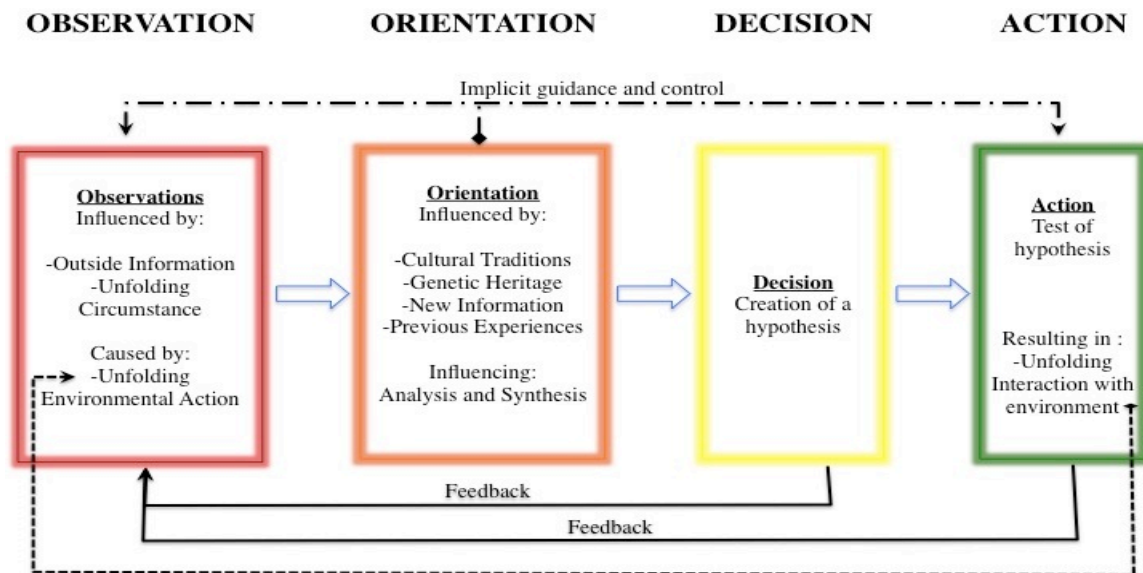 OBSERVATION
ORIENTATION
DECISION
ACTION
Implicit guidance and control
Observations
Influenced by:
-Outside Information
-Unfolding
Circumstance
Caused by:
-Unfolding
Environmental Action
Orientation
Influenced by:
-Cultural Traditions
-Genetic Heritage
-New Information
-Previous Experiences
Influencing:
Analysis and Synthesis
Decision
Creation of a
hypothesis
Action
Test of
hypothesis
Resulting in :
-Unfolding
Interaction with
environment
Feedback
Feedback